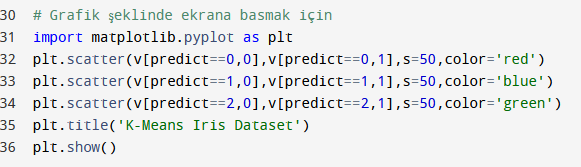 30 # Grafik şeklinde ekrana basmak için
31 import matplotlib.pyplot as plt
32 plt.scatter(v[predict==0,0],v[predict==0,1],s=50,color='red')
33 plt.scatter(v[predict==1,0],v[predict==1,1],s=50,color='blue')
34 plt.scatter(v[predict==2,0],v[predict==2,1],s=50,color='green')
35 plt.title('K-Means Iris Dataset')
36 plt.show()